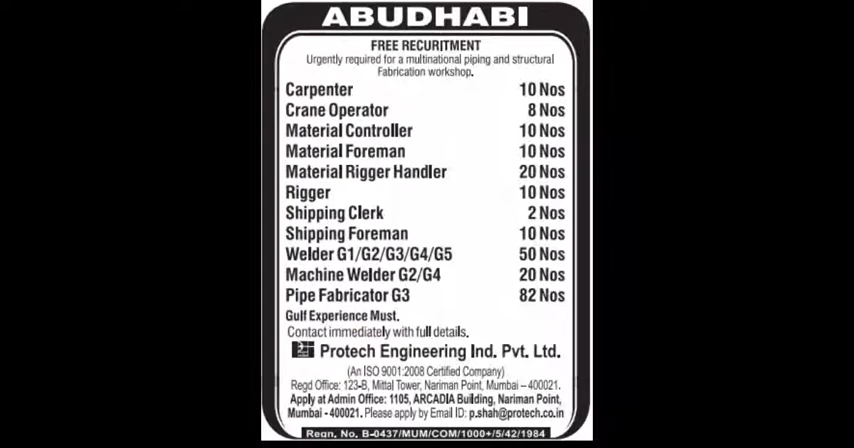 ABUDHABI
FREE RECURITMENT
Urgently required for a multinational piping and structural
Fabrication workshop.
Carpenter 10 Nos
Crane Operator 8 Nos
Material Controller 10 Nos
Material Foreman 10 Nos
Material Rigger Handler 20 Nos
Rigger 10 Nos
Shipping Clerk 2 Nos
Shipping Foreman 10 Nos
Welder G1/G2/G3/G4/G5 50 Nos
Machine Welder G2/G4 20 Nos
Pipe Fabricator G3 82 Nos
Gulf Experience Must.
Contact immediately with full details.
Protech Engineering Ind. Pvt. Ltd.
(An ISO 9001:2008 Certified Company)
Regd Office: 123-B, Mittal Tower, Nariman Point, Mumbai – 400021.
Apply at Admin Office: 1105, ARCADIA Building, Nariman Point,
Mumbai - 400021. Please apply by Email ID: p.shah@protech.co.in
Regn. No. B-0437/MUM/COM/1000+/5/42/1984